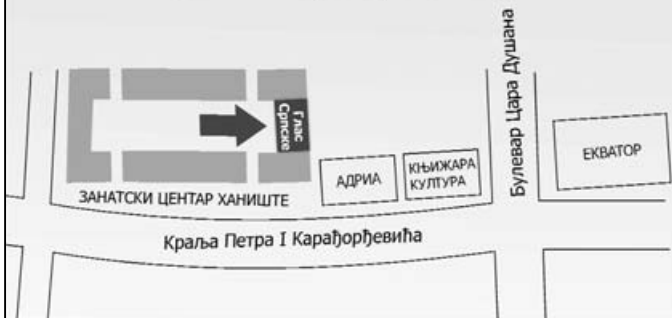 Булевар Цара Душана
Глас
Српске
ЕКВАТОР
АДРИА
КЊИЖАРА
КУЛТУРА
ЗАНАТСКИ ЦЕНТАР ХАНИШТЕ
Краља Петра I Карађорђевића